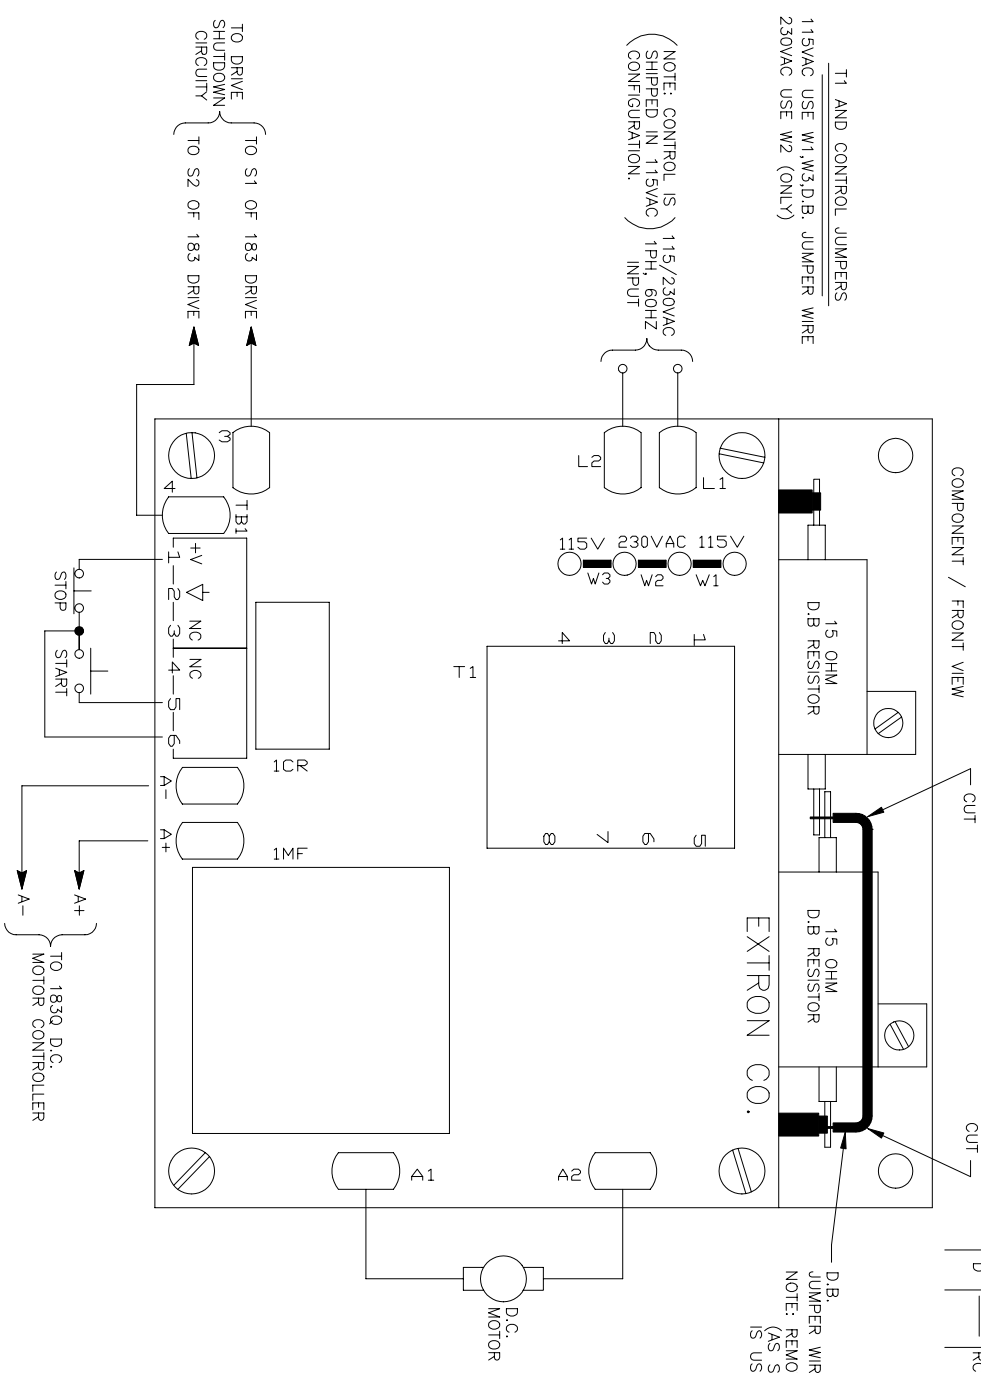 T1 AND CONTROL JUMPERS
115VAC USE W1,W3,D.B. JUMPER WIRE
230VAC USE W2 (ONLY)
(NOTE: CONTROL IS
SHIPPED IN 115VAC
CONFIGURATION.)
115/230VAC
1PH, 60HZ
INPUT
TO DRIVE
SHUTDOWN
CIRCUITY
TO S1 OF 183 DRIVE
TO S2 OF 183 DRIVE
COMPONENT / FRONT VIEW
CUT
CUT
15 OHM
D.B RESISTOR
15 OHM
D.B RESISTOR
EXTRON CO.
L1
L2
115V 230VAC 115V
W3 W2 W1
T1
4 3 2 1
8 7 6 5
3
4
TB1
1 2 3 4 5 6
+V NC NC
1CR
1MF
STOP
START
A-
A+
A+
A-
TO 183Q D.C.
MOTOR CONTROLLER
A1
A2
D.C.
MOTOR
D.B.
JUMPER WIR
NOTE: REMO
(AS S
IS US
D